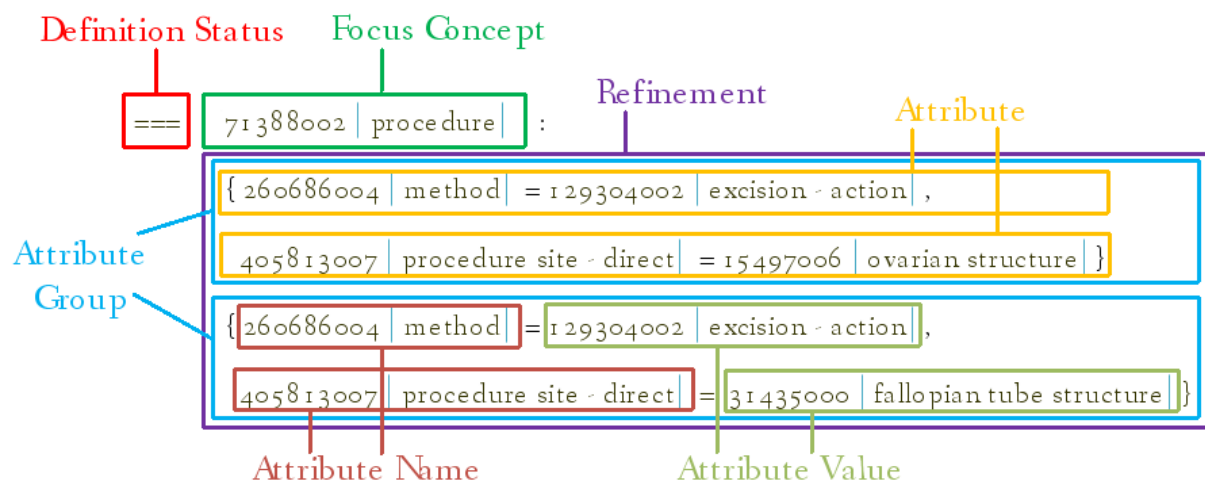 Definition Status Focus Concept
Refinement Attribute
=== 71388002 | procedure| :
{ 260686004 | method| = 129304002 | excision - action| ,
405813007 | procedure site - direct| = 15497006 | ovarian structure| }
Attribute
Group
{ 260686004 | method| = 129304002 | excision - action| ,
405813007 | procedure site - direct| = 31435000 | fallopian tube structure| }
Attribute Name Attribute Value